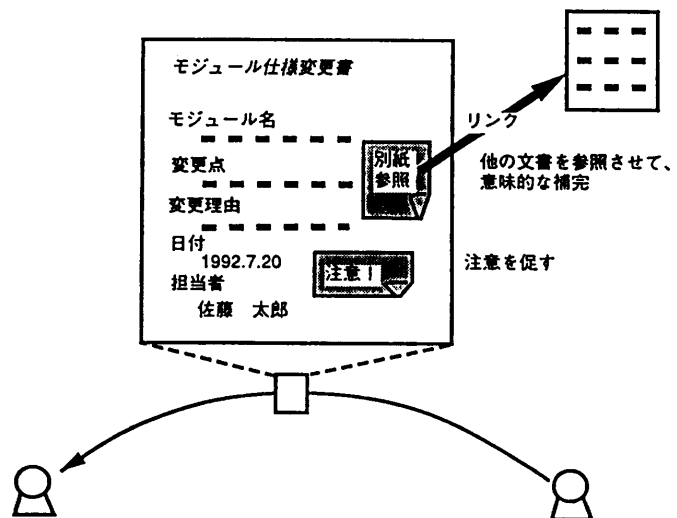 モジュール仕様変更書
モジュール名
変更点
変更理由
日付
1992.7.20
担当者
佐藤 太郎
別紙
参照
注意!
リンク
他の文書を参照させて、
意味的な補完
注意を促す